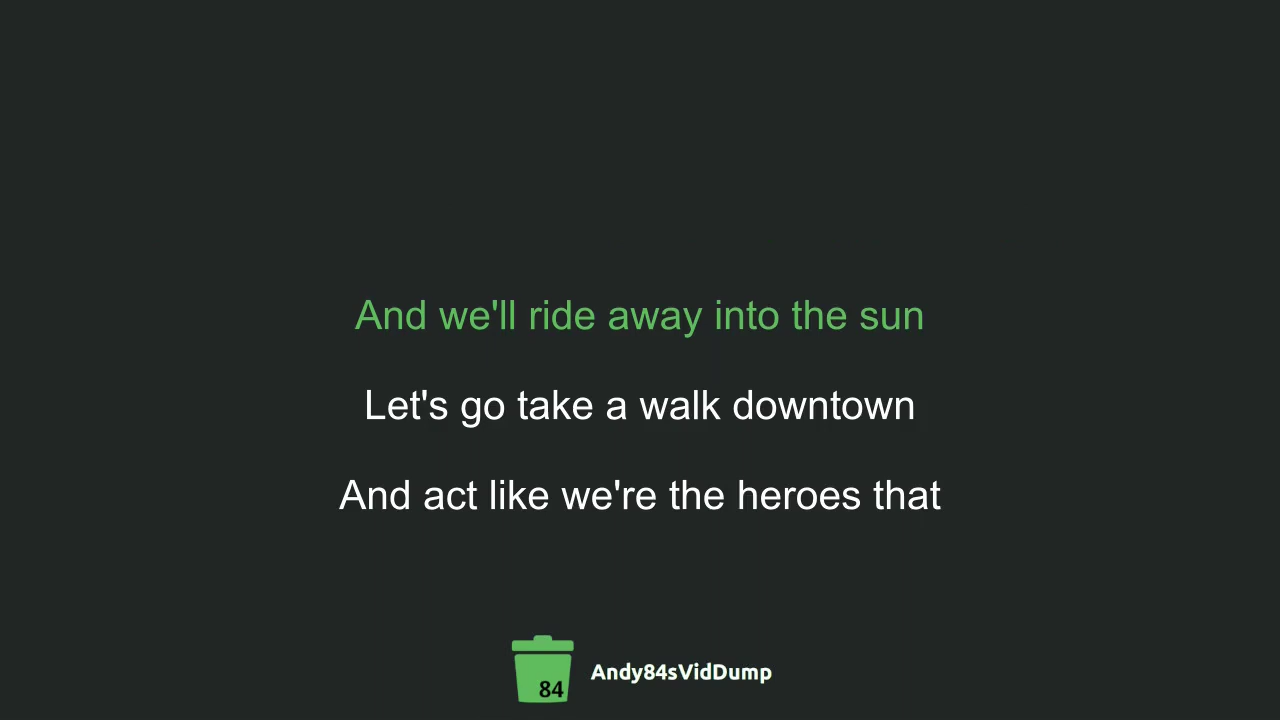 And we'll ride away into the sun
Let's go take a walk downtown
And act like we're the heroes that
84
Andy84sVidDump